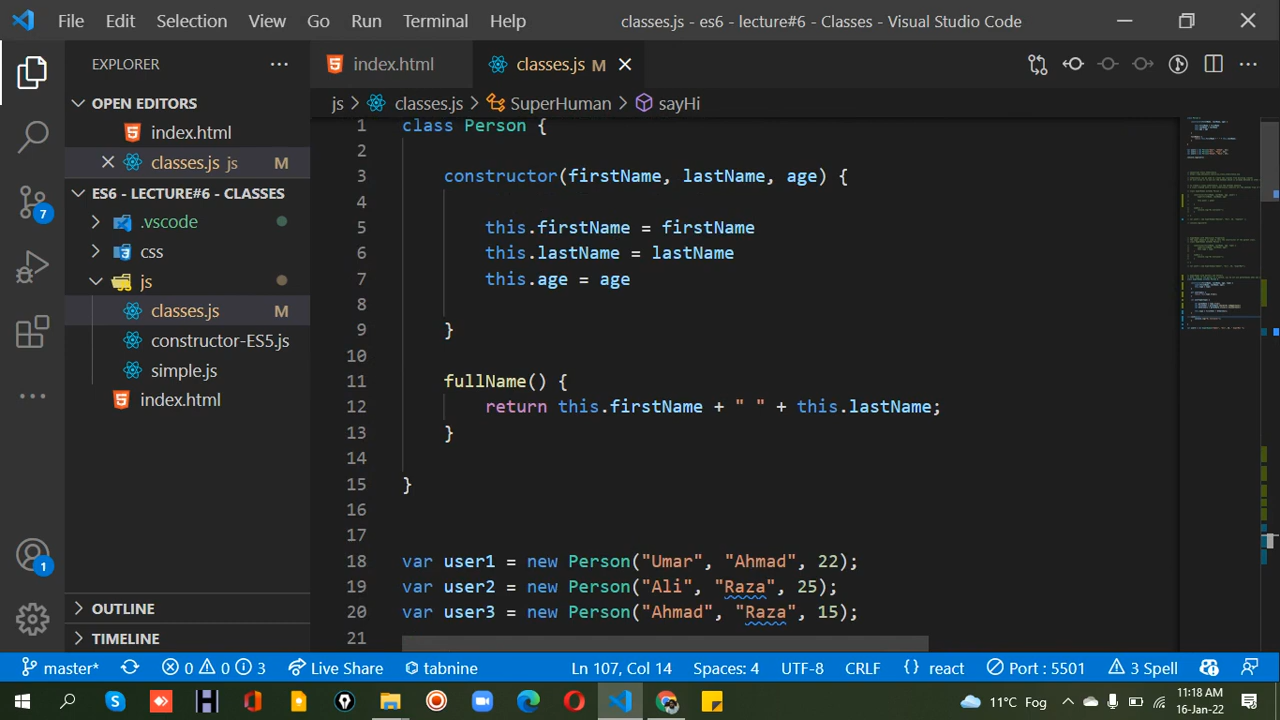 File Edit Selection View Go Run Terminal Help classes.js - es6 - lecture#6 - Classes - Visual Studio Code
EXPLORER
index.html
classes.js M
OPEN EDITORS
index.html
classes.js js M
ES6 - LECTURE#6 - CLASSES
.vscode
css
js
classes.js M
constructor-ES5.js
simple.js
index.html
OUTLINE
TIMELINE
7
1
js > classes.js > SuperHuman > sayHi
1 class Person {
2
3 constructor(firstName, lastName, age) {
4
5 this.firstName = firstName
6 this.lastName = lastName
7 this.age = age
8
9 }
10
11 fullName() {
12 return this.firstName + " " + this.lastName;
13 }
14
15 }
16
17
18 var user1 = new Person("Umar", "Ahmad", 22);
19 var user2 = new Person("Ali", "Raza", 25);
20 var user3 = new Person("Ahmad", "Raza", 15);
21
master* 0 0 3 Live Share tabnine Ln 107, Col 14 Spaces: 4 UTF-8 CRLF {} react Port : 5501 3 Spell
11°C Fog 11:18 AM
16-Jan-22